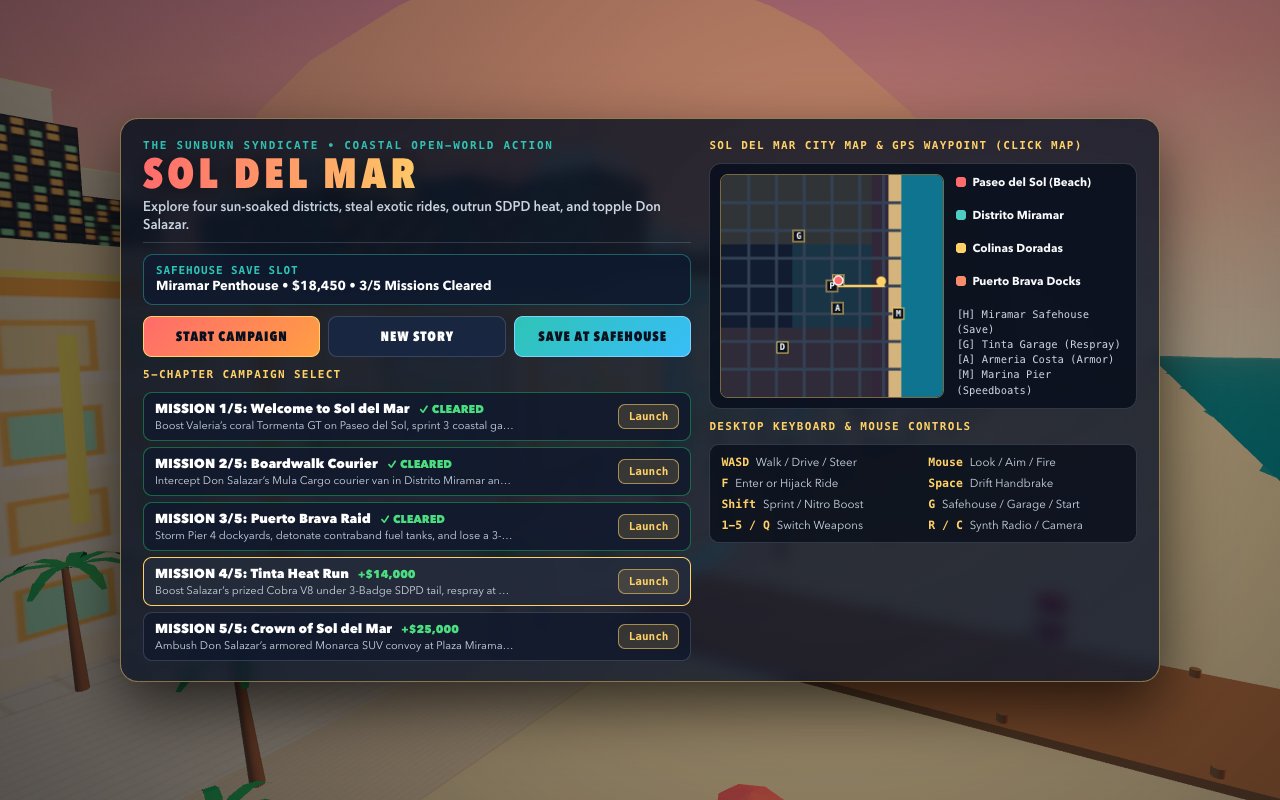 THE SUNBURN SYNDICATE • COASTAL OPEN-WORLD ACTION
SOL DEL MAR
Explore four sun-soaked districts, steal exotic rides, outrun SDPD heat, and topple Don
Salazar.
SAFEHOUSE SAVE SLOT
Miramar Penthouse • $18,450 • 3/5 Missions Cleared
START CAMPAIGN
NEW STORY
SAVE AT SAFEHOUSE
5-CHAPTER CAMPAIGN SELECT
MISSION 1/5: Welcome to Sol del Mar ✓ CLEARED
Boost Valeria's coral Tormenta GT on Paseo del Sol, sprint 3 coastal ga…
Launch
MISSION 2/5: Boardwalk Courier ✓ CLEARED
Intercept Don Salazar's Mula Cargo courier van in Distrito Miramar an…
Launch
MISSION 3/5: Puerto Brava Raid ✓ CLEARED
Storm Pier 4 dockyards, detonate contraband fuel tanks, and lose a 3-…
Launch
MISSION 4/5: Tinta Heat Run +$14,000
Boost Salazar's prized Cobra V8 under 3-Badge SDPD tail, respray at …
Launch
MISSION 5/5: Crown of Sol del Mar +$25,000
Ambush Don Salazar's armored Monarca SUV convoy at Plaza Mirama…
Launch
SOL DEL MAR CITY MAP & GPS WAYPOINT (CLICK MAP)
G
P
A
M
D
Paseo del Sol (Beach)
Distrito Miramar
Colinas Doradas
Puerto Brava Docks
[H] Miramar Safehouse
(Save)
[G] Tinta Garage (Respray)
[A] Armeria Costa (Armor)
[M] Marina Pier
(Speedboats)
DESKTOP KEYBOARD & MOUSE CONTROLS
WASD Walk / Drive / Steer
Mouse Look / Aim / Fire
F Enter or Hijack Ride
Space Drift Handbrake
Shift Sprint / Nitro Boost
G Safehouse / Garage / Start
1-5 / Q Switch Weapons
R / C Synth Radio / Camera